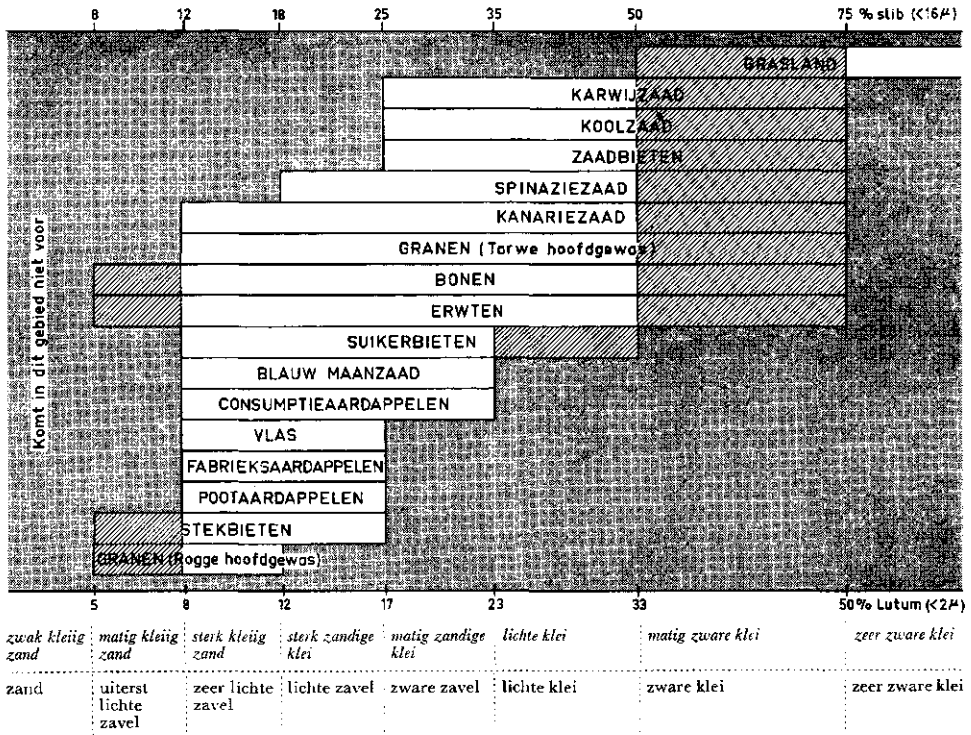 8 12 18 25 35 50 75 % slib (<16μ)
GRASLAND
KARWIJZAAD
KOOLZAAD
ZAADBIETEN
SPINAZIEZAAD
KANARIEZAAD
GRANEN (Tarwe hoofdgewas)
BONEN
ERWTEN
SUIKERBIETEN
BLAUW MAANZAAD
CONSUMPTIEAARDAPPELEN
VLAS
FABRIEKSAARDAPPELEN
POOTAARDAPPELEN
STEKBIETEN
GRANEN (Rogge hoofdgewas)
Komt in dit gebied niet voor
5 8 12 17 23 33 50 % Lutum (<2μ)
zwak kleiig matig kleiig sterk kleiig sterk zandige matig zandige lichte klei matig zware klei zeer zware klei
zand zand zand klei klei
zand uiterst zeer lichte lichte zavel zware zavel lichte klei zware klei zeer zware klei
lichte zavel
zavel